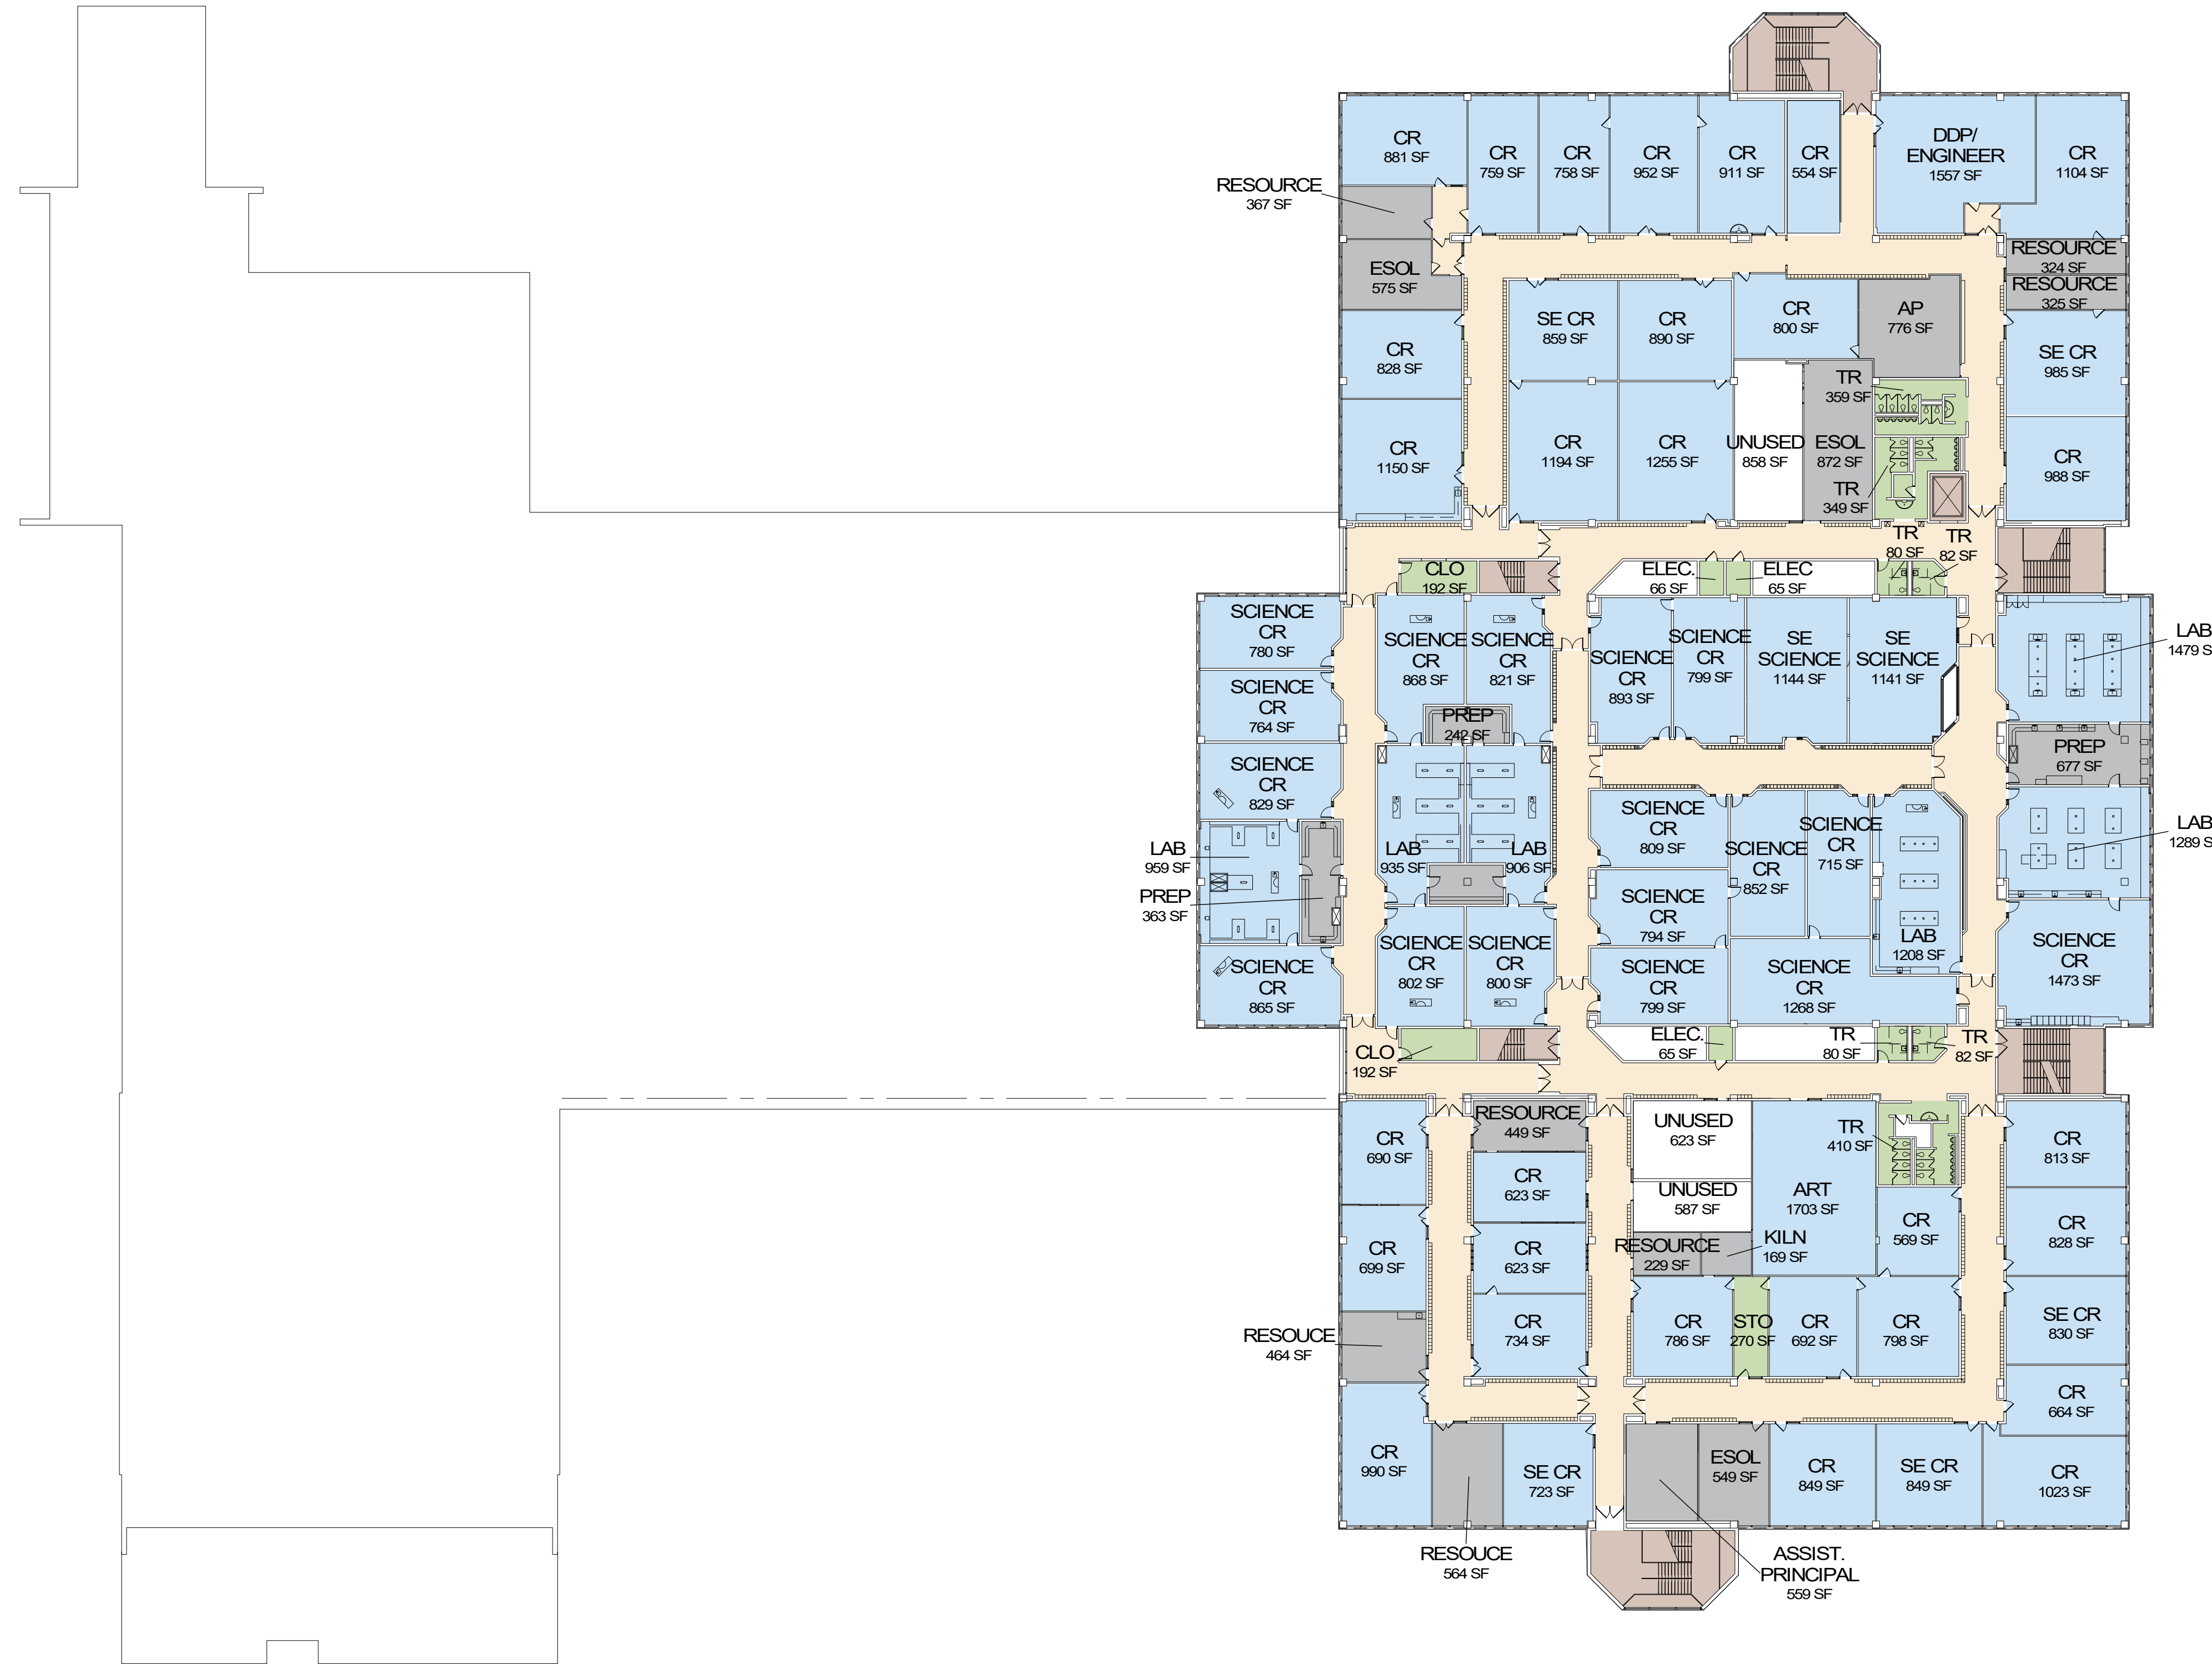 CR
881 SF
CR
759 SF
CR
758 SF
CR
952 SF
CR
911 SF
CR
554 SF
DDP/
ENGINEER
1557 SF
CR
1104 SF
RESOURCE
367 SF
ESOL
575 SF
RESOURCE
324 SF
RESOURCE
325 SF
SE CR
859 SF
CR
890 SF
CR
800 SF
AP
776 SF
CR
828 SF
SE CR
985 SF
TR
359 SF
CR
1150 SF
CR
1194 SF
CR
1255 SF
UNUSED
858 SF
ESOL
872 SF
TR
349 SF
CR
988 SF
TR
80 SF
TR
82 SF
CLO
192 SF
ELEC.
66 SF
ELEC
65 SF
SCIENCE
CR
780 SF
SCIENCE
CR
868 SF
SCIENCE
CR
821 SF
SCIENCE
CR
893 SF
SCIENCE
CR
799 SF
SE
SCIENCE
1144 SF
SE
SCIENCE
1141 SF
LAB
1479 S
SCIENCE
CR
764 SF
PREP
242 SF
PREP
677 SF
SCIENCE
CR
829 SF
SCIENCE
CR
809 SF
SCIENCE
CR
852 SF
SCIENCE
CR
715 SF
LAB
1289 S
LAB
959 SF
LAB
935 SF
LAB
906 SF
PREP
363 SF
SCIENCE
CR
794 SF
LAB
1208 SF
SCIENCE
CR
1473 SF
SCIENCE
CR
865 SF
SCIENCE
CR
802 SF
SCIENCE
CR
800 SF
SCIENCE
CR
799 SF
SCIENCE
CR
1268 SF
CLO
192 SF
ELEC.
65 SF
TR
80 SF
TR
82 SF
CR
690 SF
RESOURCE
449 SF
UNUSED
623 SF
TR
410 SF
CR
813 SF
CR
623 SF
UNUSED
587 SF
ART
1703 SF
CR
569 SF
CR
828 SF
CR
699 SF
CR
623 SF
RESOURCE
229 SF
KILN
169 SF
RESOUCE
464 SF
CR
734 SF
CR
786 SF
STO
270 SF
CR
692 SF
CR
798 SF
SE CR
830 SF
CR
664 SF
CR
990 SF
SE CR
723 SF
ESOL
549 SF
CR
849 SF
SE CR
849 SF
CR
1023 SF
RESOUCE
564 SF
ASSIST.
PRINCIPAL
559 SF